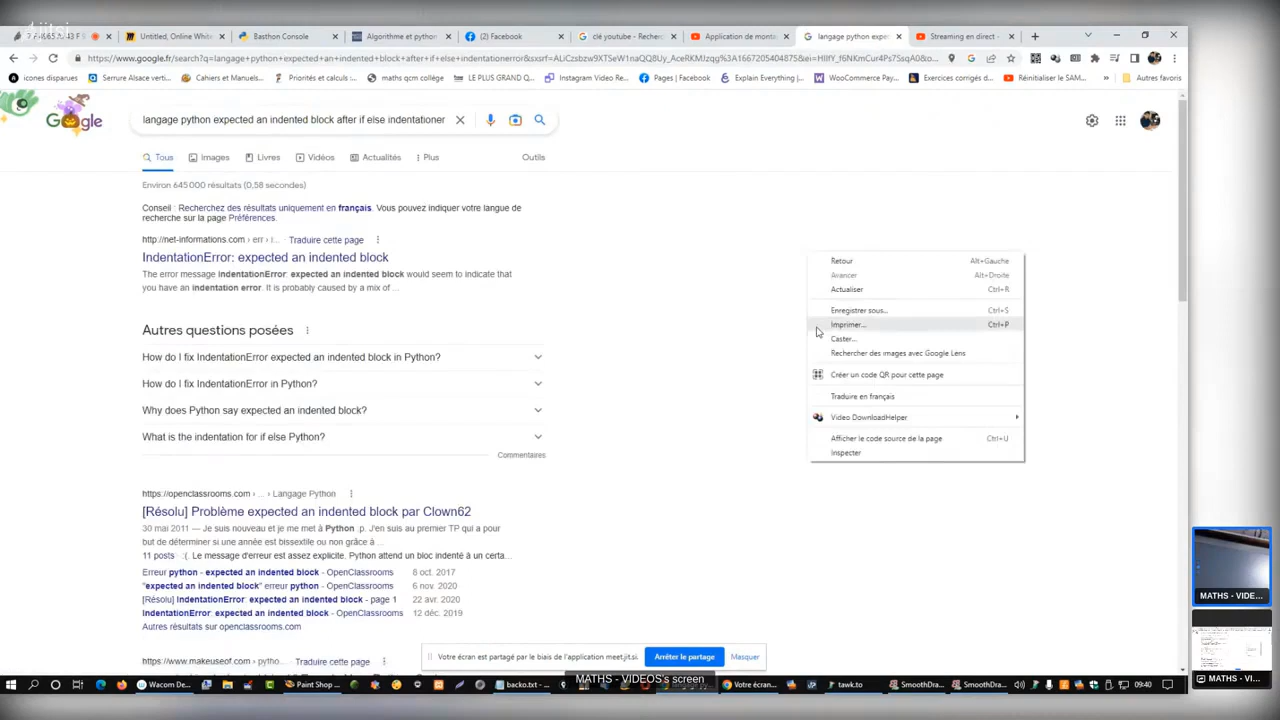 jitsi
Untitled, Online White...
Basthon Console
Algorithme et python
(2) Facebook
clé youtube - Recherc
Application de monta
langage python expec
Streaming en direct -
https://www.google.fr/search?q=langage+python+expected+an+indented+block+after+if+else+indentationerror&
icones disparues
Serrure Alsace verti...
Cahiers et Manuels...
Priorités et calculs i...
maths qcm collège
LE PLUS GRAND Q...
Instagram Video Re...
Pages | Facebook
Explain Everything |
WooCommerce Pay...
Exercices corrigés d...
Réinitialiser le SAM...
»
Autres favoris
Google
langage python expected an indented block after if else indentationer
Tous
Images
Livres
Vidéos
Actualités
Plus
Outils
Environ 645 000 résultats (0,58 secondes)
Conseil : Recherchez des résultats uniquement en français. Vous pouvez indiquer votre langue de
recherche sur la page Préférences.
http://net-informations.com › err › i... Traduire cette page
IndentationError: expected an indented block
The error message indentationError: expected an indented block would seem to indicate that
you have an indentation error. It is probably caused by a mix of ...
Autres questions posées
How do I fix IndentationError expected an indented block in Python?
How do I fix IndentationError in Python?
Why does Python say expected an indented block?
What is the indentation for if else Python?
Commentaires
https://openclassrooms.com › ... › Langage Python
[Résolu] Problème expected an indented block par Clown62
30 mai 2011 — Je suis nouveau et je me met à Python :p. J'en suis au premier TP qui a pour
but de déterminer si une année est bissextile ou non grâce à ...
11 posts · :(. Le message d'erreur est assez explicite. Python attend un bloc indenté à un certa...
Erreur python - expected an indented block - OpenClassrooms 8 oct. 2017
"expected an indented block" erreur python - OpenClassrooms 6 nov. 2020
[Résolu] IndentationError: expected an indented block - page 1 22 avr. 2020
IndentationError: expected an indented block - OpenClassrooms 12 déc. 2019
Autres résultats sur openclassrooms.com
https://www.makeuseof.com › pytho... Traduire cette page
Retour Alt+Gauche
Avancer Alt+Droite
Actualiser Ctrl+R
Enregistrer sous... Ctrl+S
Imprimer... Ctrl+P
Caster...
Rechercher des images avec Google Lens
Créer un code QR pour cette page
Traduire en français
Video DownloadHelper
Afficher le code source de la page Ctrl+U
Inspecter
Votre écran est partagé par le biais de l'application meet.jit.si.
Arrêter le partage
Masquer
MATHS - VIDE...
MATHS - VI...
Wacom De...
Paint Shop ...
backo.txt -...
MATHS - VIDEOS's screen
Votre écran...
tawk.to
SmoothDra...
SmoothDra...
09:40